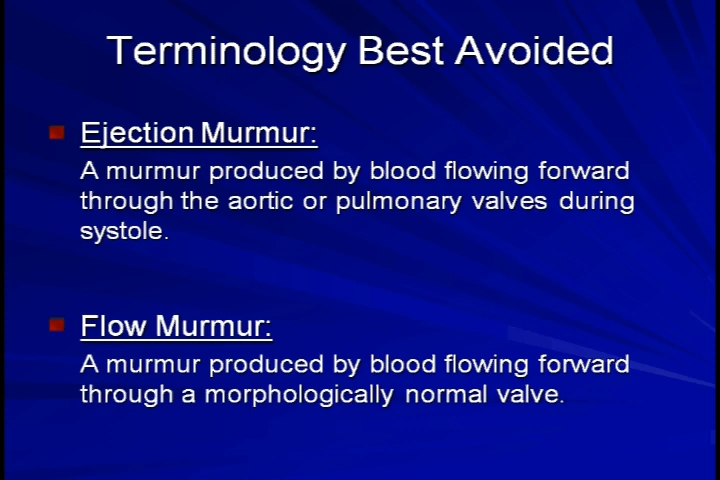 Terminology Best Avoided
Ejection Murmur:
A murmur produced by blood flowing forward
through the aortic or pulmonary valves during
systole.
Flow Murmur:
A murmur produced by blood flowing forward
through a morphologically normal valve.